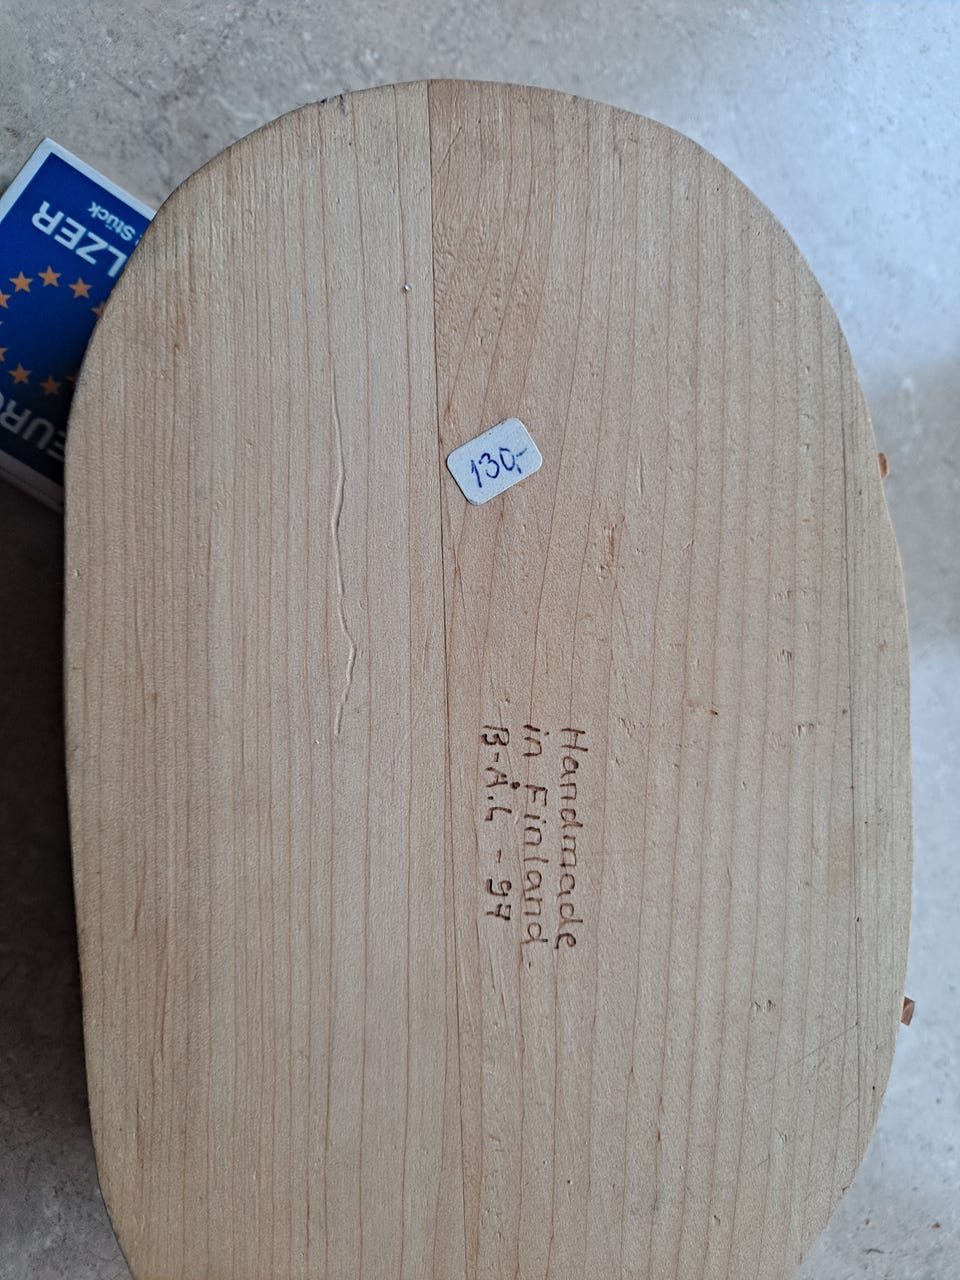 130,-
Handmade
in Finland.
B-Å.L - 97
EURO
LZER
Stück